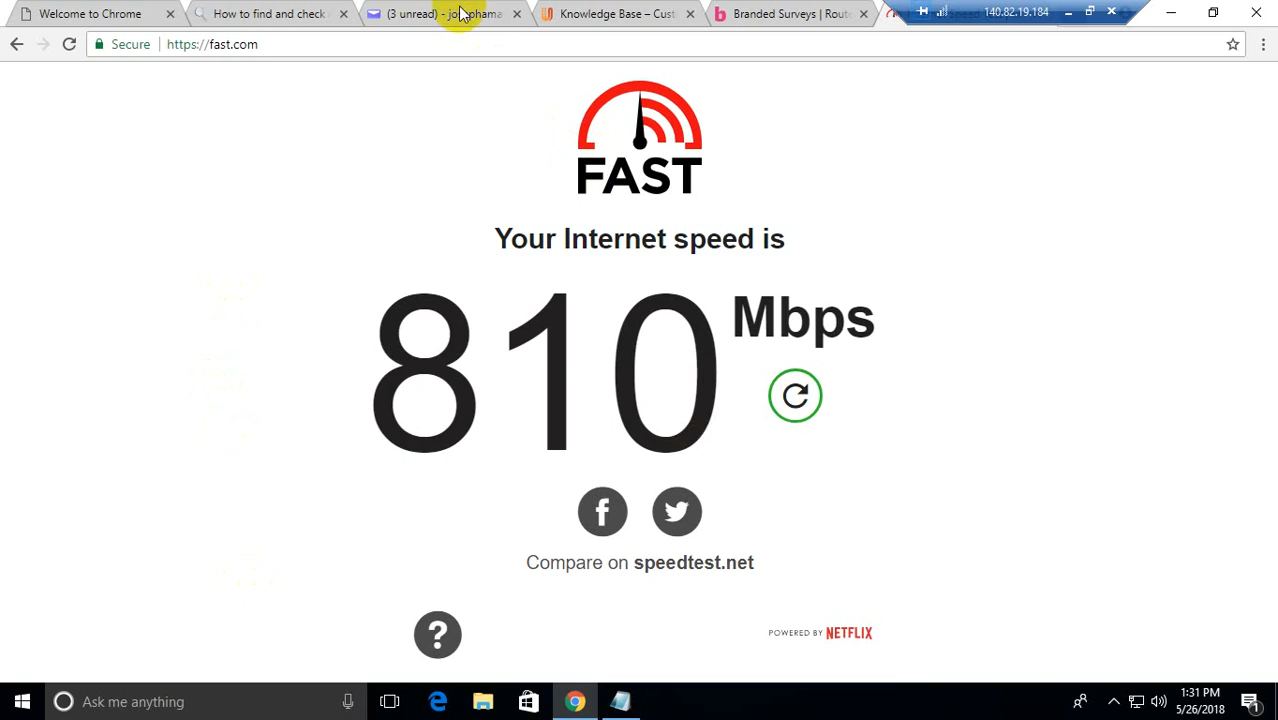 Welcome to Chrome
How to find and check
(3 unread) -
Knowledge Base – Cust
Branded Surveys | Route
140.82.19.184
Secure
https://fast.com
FAST
Your Internet speed is
810
Mbps
f
Compare on speedtest.net
?
POWERED BY NETFLIX
Ask me anything
1:31 PM
5/26/2018
1